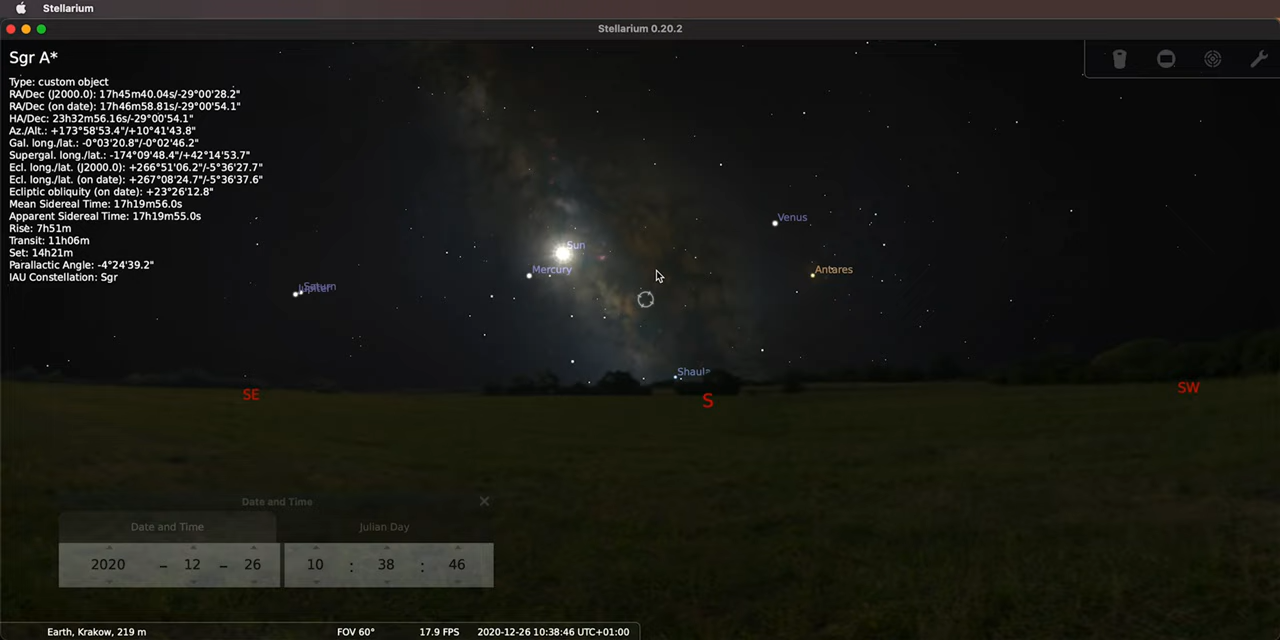 Stellarium
Stellarium 0.20.2
Sgr A*
Type: custom object
RA/Dec (J2000.0): 17h45m40.04s/-29°00'28.2"
RA/Dec (on date): 17h46m58.81s/-29°00'54.1"
HA/Dec: 23h32m56.16s/-29°00'54.1"
Az./Alt.: +173°58'53.4"/+10°41'43.8"
Gal. long./lat.: -0°03'20.8"/-0°02'46.2"
Supergal. long./lat.: -174°09'48.4"/+42°14'53.7"
Ecl. long./lat. (J2000.0): +266°51'06.2"/-5°36'27.7"
Ecl. long./lat. (on date): +267°08'24.7"/-5°36'37.6"
Ecliptic obliquity (on date): +23°26'12.8"
Mean Sidereal Time: 17h19m56.0s
Apparent Sidereal Time: 17h19m55.0s
Rise: 7h51m
Transit: 11h06m
Set: 14h21m
Parallactic Angle: -4°24'39.2"
IAU Constellation: Sgr
Venus
Sun
Mercury
Antares
Saturn
Jupiter
Shaula
SE
S
SW
Date and Time
Date and Time Julian Day
2020 - 12 - 26 10 : 38 : 46
Earth, Krakow, 219 m FOV 60° 17.9 FPS 2020-12-26 10:38:46 UTC+01:00